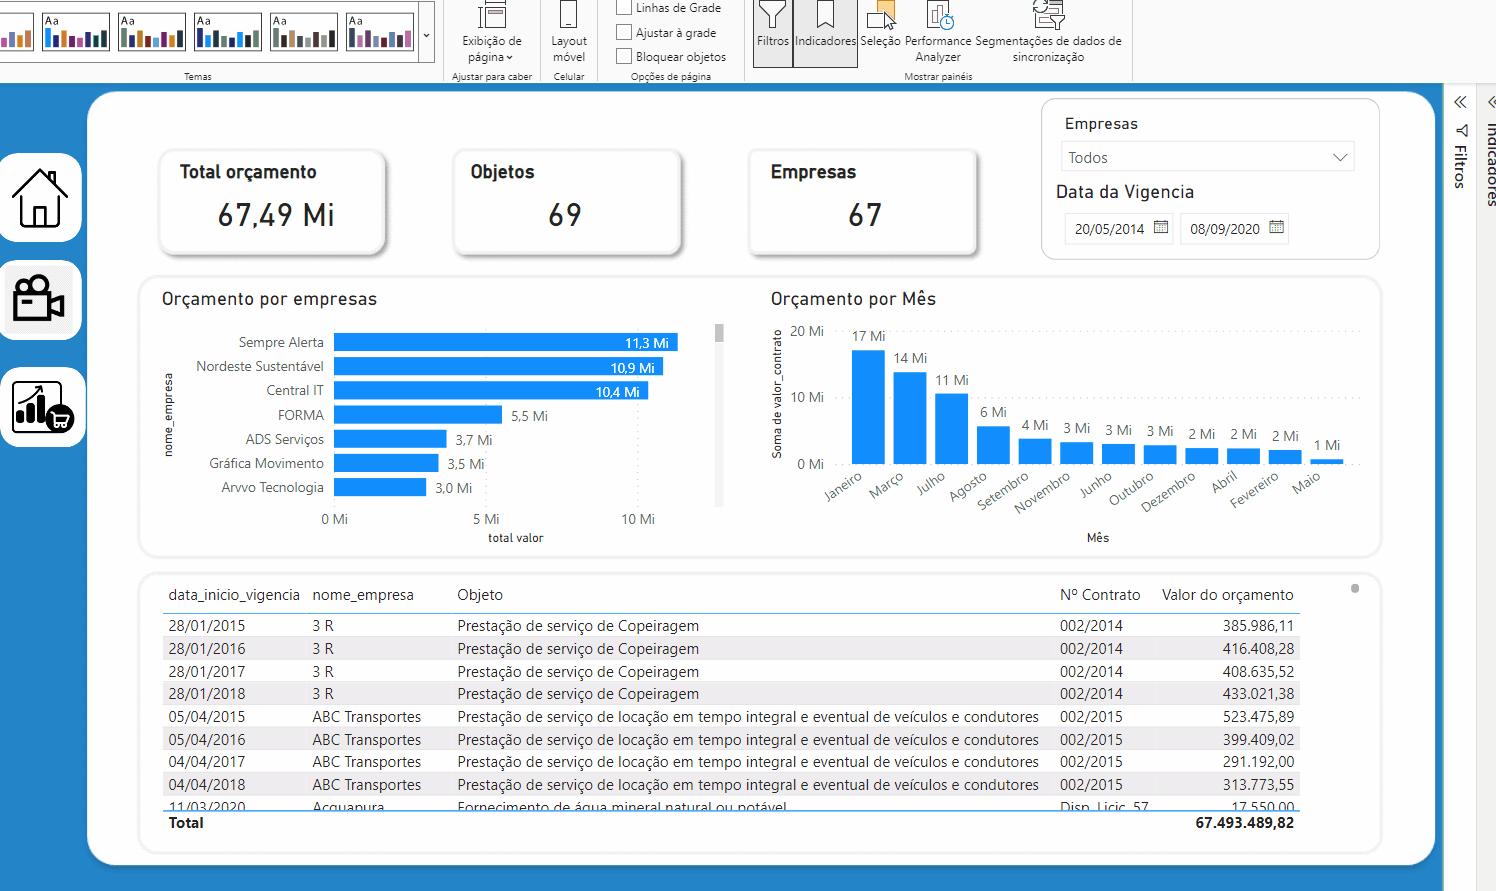 Aa
Aa
Aa
Aa
Aa
Temas
Exibição de
página
Ajustar para caber
Layout
móvel
Celular
Linhas de Grade
Ajustar à grade
Bloquear objetos
Opções de página
Filtros
Indicadores
Seleção
Performance
Analyzer
Segmentações de dados de
sincronização
Mostrar painéis
Filtros
Indicadores
Total orçamento
67,49 Mi
Objetos
69
Empresas
67
Empresas
Todos
Data da Vigencia
20/05/2014
08/09/2020
Orçamento por empresas
nome_empresa
Sempre Alerta 11,3 Mi
Nordeste Sustentável 10,9 Mi
Central IT 10,4 Mi
FORMA 5,5 Mi
ADS Serviços 3,7 Mi
Gráfica Movimento 3,5 Mi
Arvvo Tecnologia 3,0 Mi
0 Mi 5 Mi 10 Mi
total valor
Orçamento por Mês
Soma de valor_contrato
20 Mi
10 Mi
0 Mi
17 Mi 14 Mi 11 Mi 6 Mi 4 Mi 3 Mi 3 Mi 3 Mi 2 Mi 2 Mi 2 Mi 1 Mi
Janeiro Março Julho Agosto Setembro Novembro Junho Outubro Dezembro Abril Fevereiro Maio
Mês
data_inicio_vigencia nome_empresa Objeto Nº Contrato Valor do orçamento
28/01/2015 3 R Prestação de serviço de Copeiragem 002/2014 385.986,11
28/01/2016 3 R Prestação de serviço de Copeiragem 002/2014 416.408,28
28/01/2017 3 R Prestação de serviço de Copeiragem 002/2014 408.635,52
28/01/2018 3 R Prestação de serviço de Copeiragem 002/2014 433.021,38
05/04/2015 ABC Transportes Prestação de serviço de locação em tempo integral e eventual de veículos e condutores 002/2015 523.475,89
05/04/2016 ABC Transportes Prestação de serviço de locação em tempo integral e eventual de veículos e condutores 002/2015 399.409,02
04/04/2017 ABC Transportes Prestação de serviço de locação em tempo integral e eventual de veículos e condutores 002/2015 291.192,00
04/04/2018 ABC Transportes Prestação de serviço de locação em tempo integral e eventual de veículos e condutores 002/2015 313.773,55
11/03/2020 Acquapura Fornecimento de água mineral natural ou potável Disp. Licic. 57 17.550,00
Total 67.493.489,82